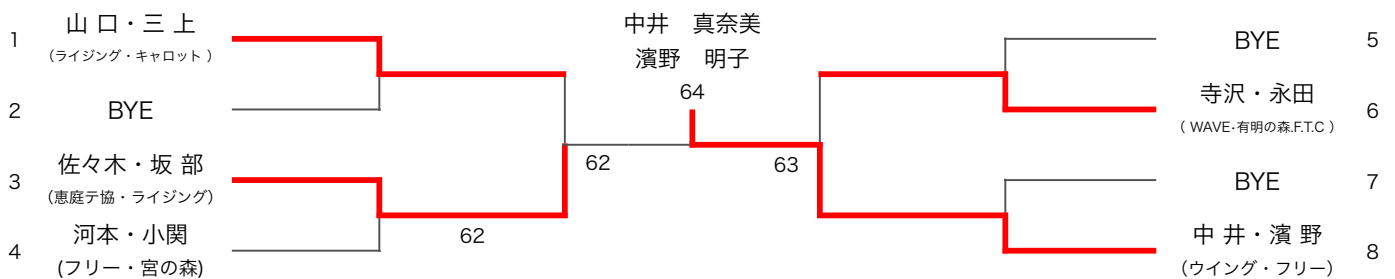 1 山 口・三 上
（ライジング・キャロット ）
2 BYE
3 佐々木・坂 部
（恵庭テ協・ライジング）
4 河本・小関
(フリー・宮の森)
62
62
中井　真奈美
濱野　明子
64
63
BYE 5
寺沢・永田 6
（ WAVE･有明の森.F.T.C ）
BYE 7
中 井・濱 野 8
（ウイング・フリー）